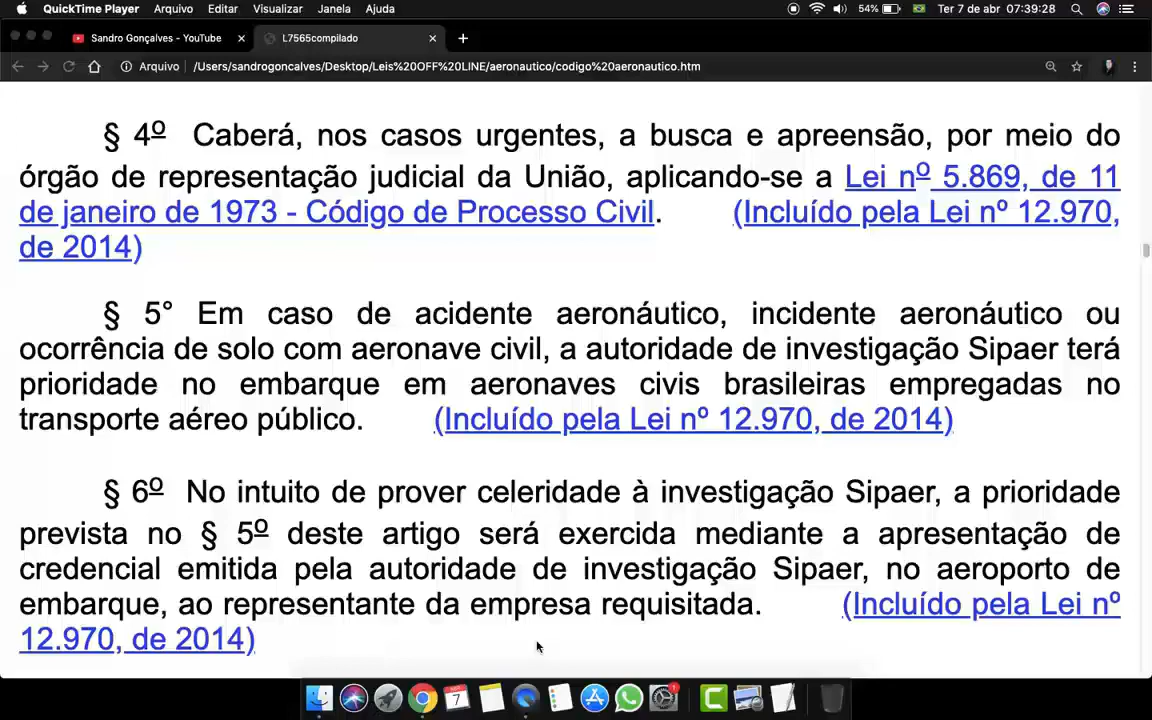 QuickTime Player Arquivo Editar Visualizar Janela Ajuda 54% Ter 7 de abr 07:39:28
Sandro Gonçalves - YouTube L7565compilado
Arquivo /Users/sandrogoncalves/Desktop/Leis%20OFF%20LINE/aeronautico/codigo%20aeronautico.htm
§ 4º Caberá, nos casos urgentes, a busca e apreensão, por meio do
órgão de representação judicial da União, aplicando-se a Lei nº 5.869, de 11
de janeiro de 1973 - Código de Processo Civil. (Incluído pela Lei nº 12.970,
de 2014)
§ 5° Em caso de acidente aeronáutico, incidente aeronáutico ou
ocorrência de solo com aeronave civil, a autoridade de investigação Sipaer terá
prioridade no embarque em aeronaves civis brasileiras empregadas no
transporte aéreo público. (Incluído pela Lei nº 12.970, de 2014)
§ 6º No intuito de prover celeridade à investigação Sipaer, a prioridade
prevista no § 5º deste artigo será exercida mediante a apresentação de
credencial emitida pela autoridade de investigação Sipaer, no aeroporto de
embarque, ao representante da empresa requisitada. (Incluído pela Lei nº
12.970, de 2014)
7
1